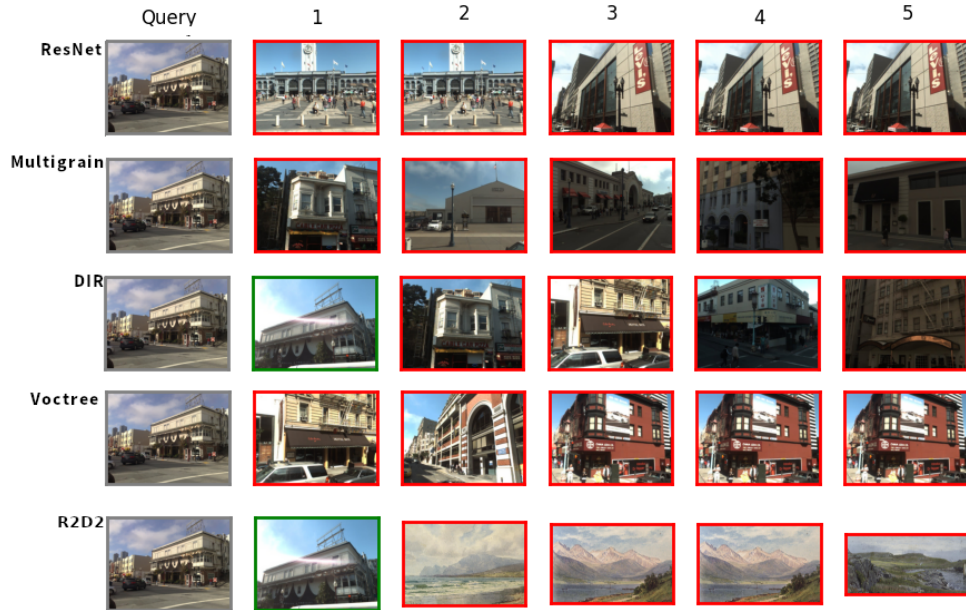 Query 1 2 3 4 5
ResNet
Multigrain
DIR
Voctree
R2D2